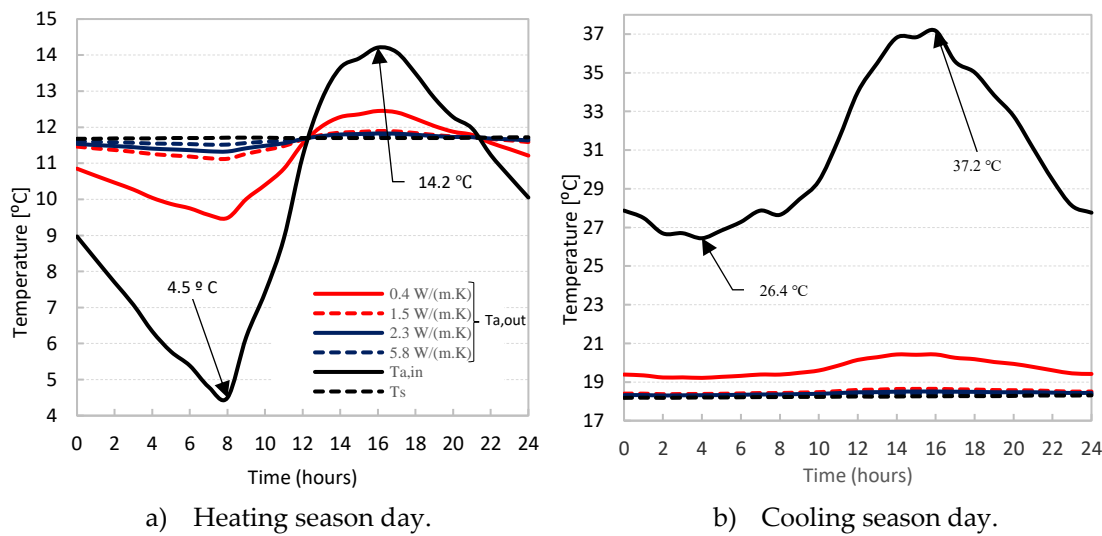 Temperature [⁰C]
15
14
13
12
11
10
9
8
7
6
5
4
0 2 4 6 8 10 12 14 16 18 20 22 24
Time (hours)
14.2 ℃
4.5 º C
0.4 W/(m.K)
1.5 W/(m.K)
2.3 W/(m.K)
5.8 W/(m.K)
Ta,out
Ta,in
Ts
a) Heating season day.
Temperature [⁰C]
37
35
33
31
29
27
25
23
21
19
17
0 2 4 6 8 10 12 14 16 18 20 22 24
Time (hours)
37.2 ℃
26.4 ℃
b) Cooling season day.